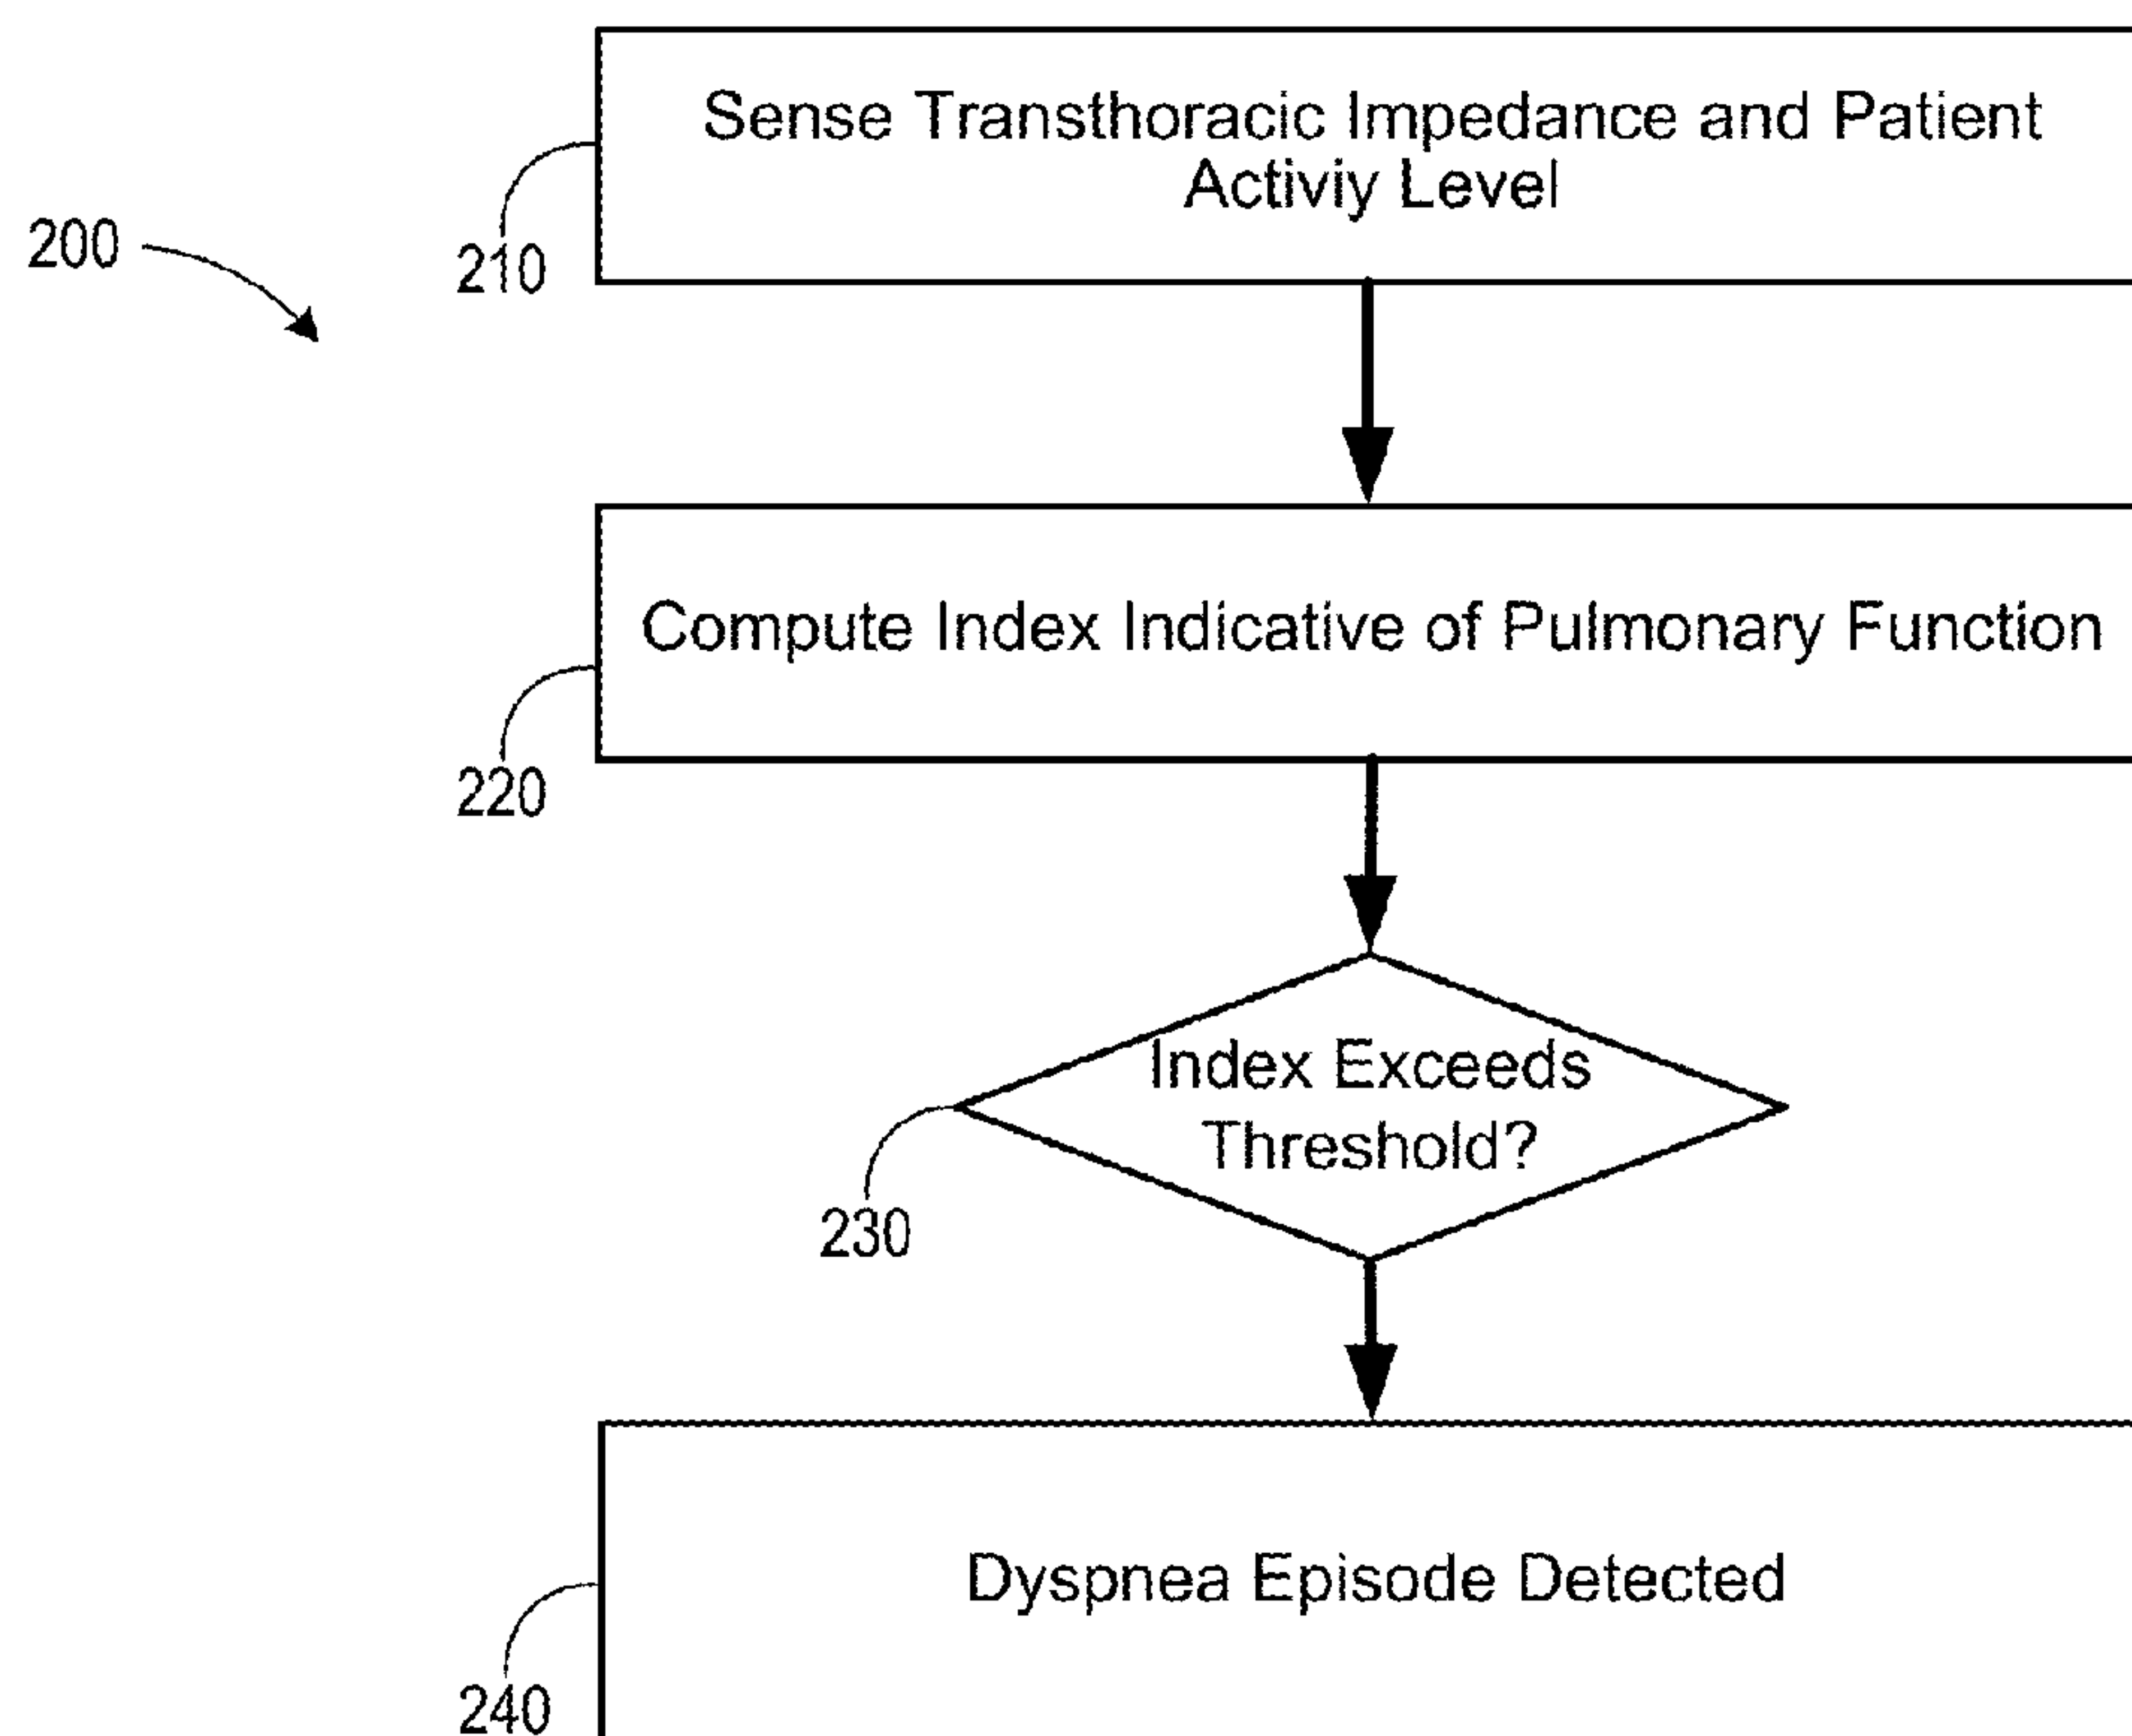 Sense Transthoracic Impedance and Patient
Activiy Level
200
210
Compute Index Indicative of Pulmonary Function
220
Index Exceeds
Threshold?
230
Dyspnea Episode Detected
240